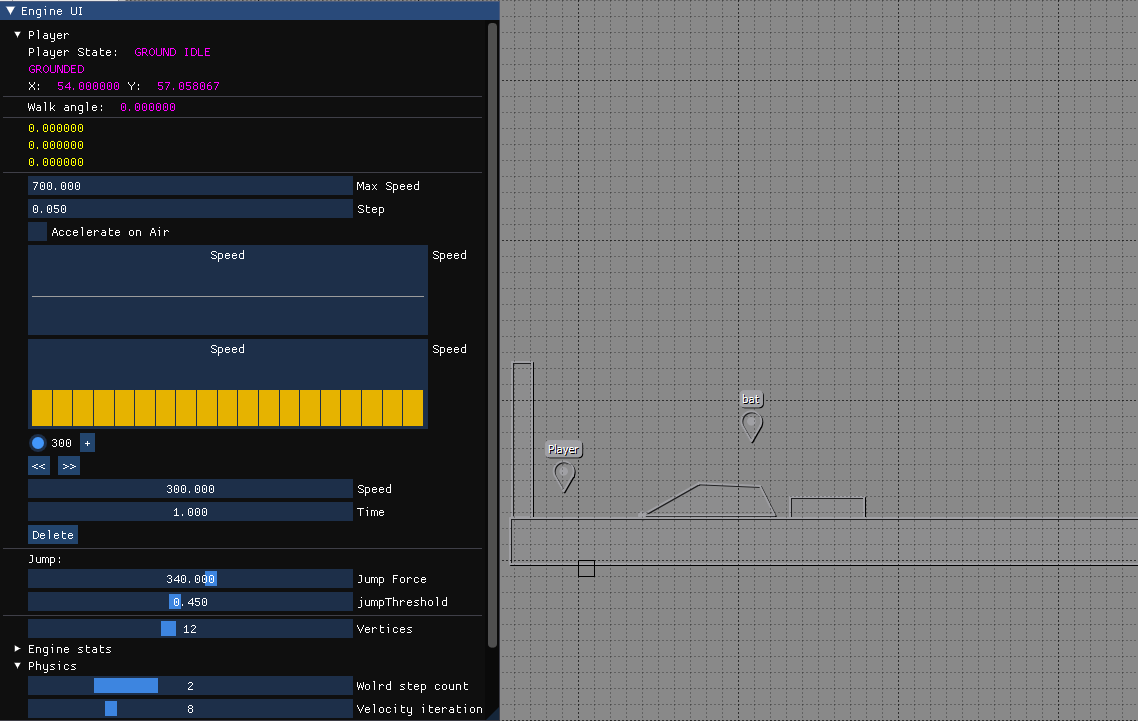 Engine UI
Player
Player State: GROUND IDLE
GROUNDED
X: 54.000000 Y: 57.058067
Walk angle: 0.000000
0.000000
0.000000
0.000000
700.000 Max Speed
0.050 Step
Accelerate on Air
Speed Speed
Speed Speed
300 +
<< >>
300.000 Speed
1.000 Time
Delete
Jump:
340.000 Jump Force
0.450 jumpThreshold
12 Vertices
Engine stats
Physics
2 Wolrd step count
8 Velocity iteration
bat
Player